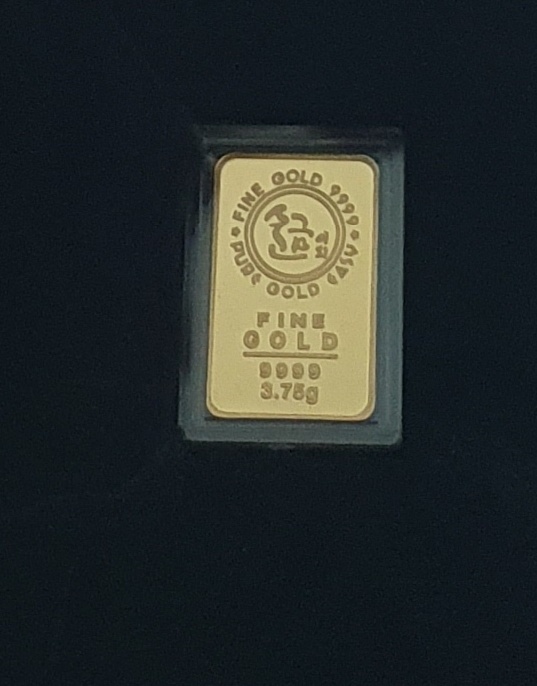 FINE GOLD 9999
PURE GOLD EASY
FINE
GOLD
9999
3.75g